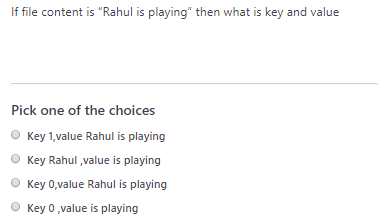 If file content is "Rahul is playing" then what is key and value
Pick one of the choices
Key 1,value Rahul is playing
Key Rahul ,value is playing
Key 0,value Rahul is playing
Key 0 ,value is playing